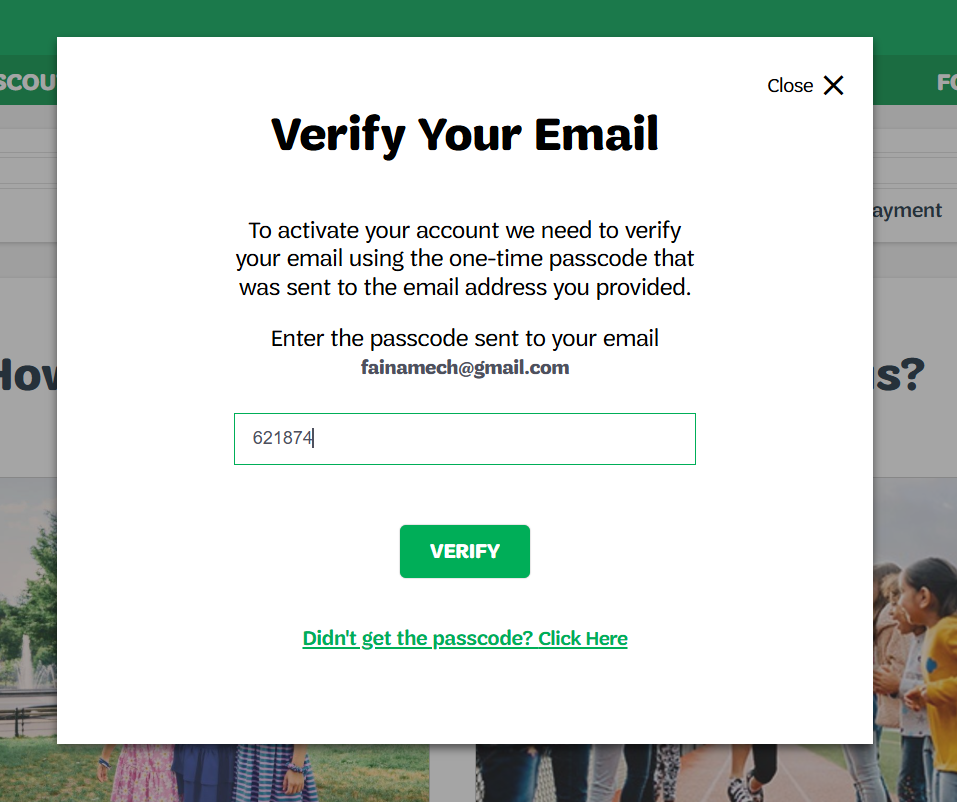 SCOU
FO
Close
Verify Your Email
ayment
To activate your account we need to verify
your email using the one-time passcode that
was sent to the email address you provided.
Enter the passcode sent to your email
fainamech@gmail.com
How
us?
621874
VERIFY
Didn't get the passcode? Click Here